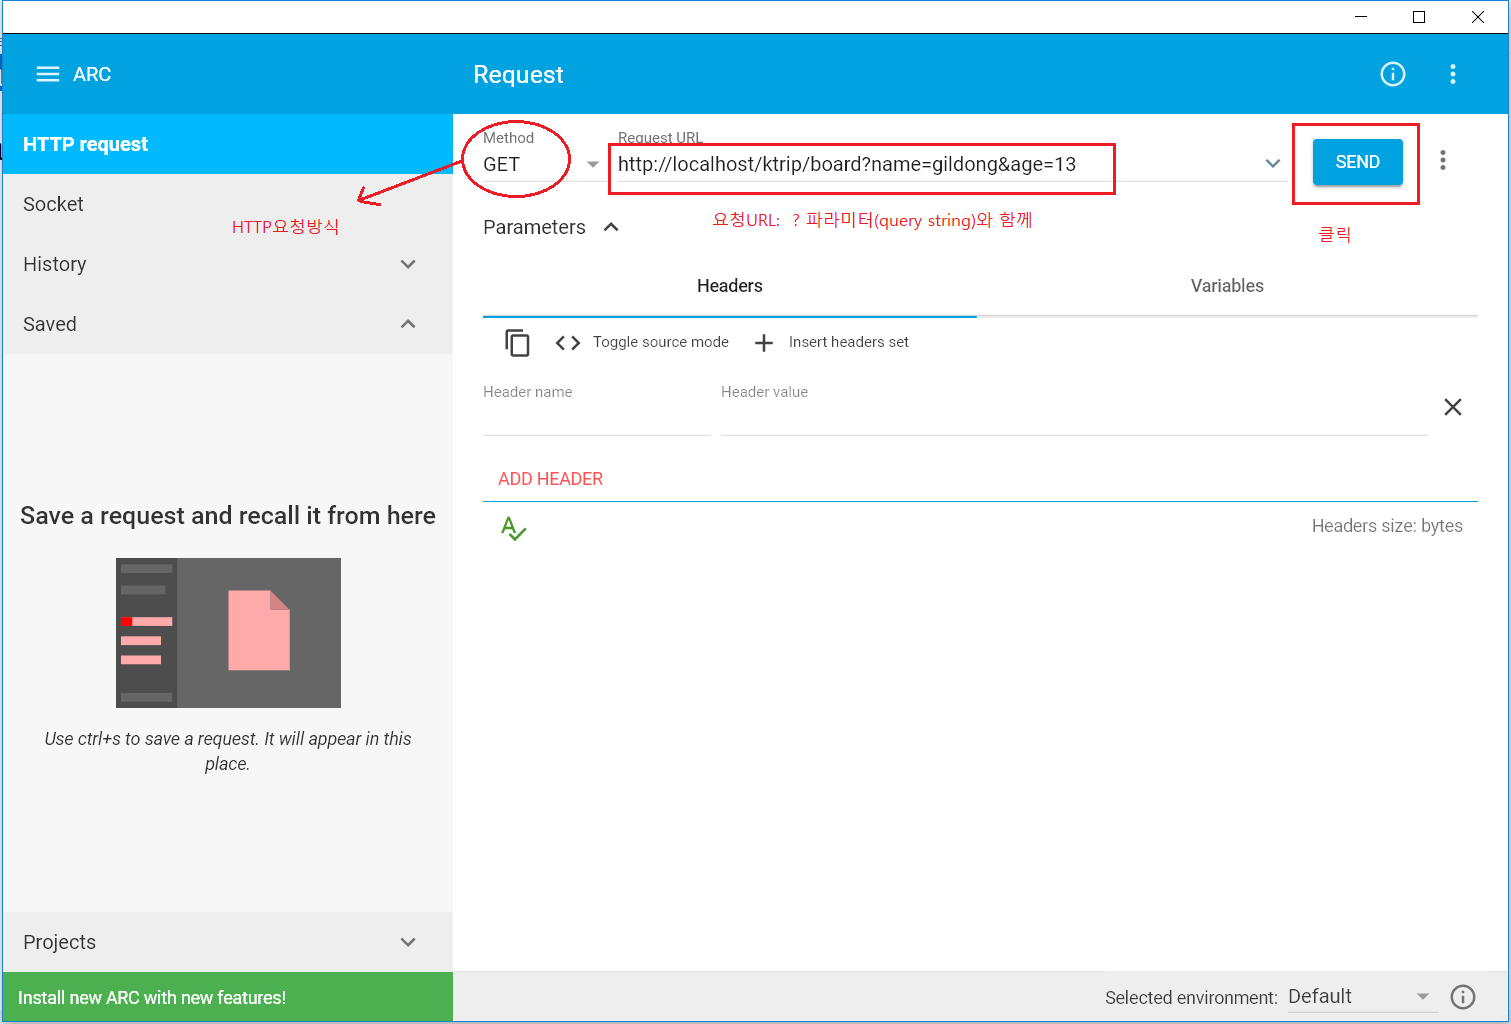 ARC
Request
HTTP request
Method
Request URL
GET
http://localhost/ktrip/board?name=gildong&age=13
SEND
Socket
HTTP요청방식
요청URL: ? 파라미터(query string)와 함께
클릭
Parameters
History
Headers
Variables
Saved
Toggle source mode
Insert headers set
Header name
Header value
ADD HEADER
Headers size: bytes
Save a request and recall it from here
Use ctrl+s to save a request. It will appear in this
place.
Projects
Install new ARC with new features!
Selected environment:
Default